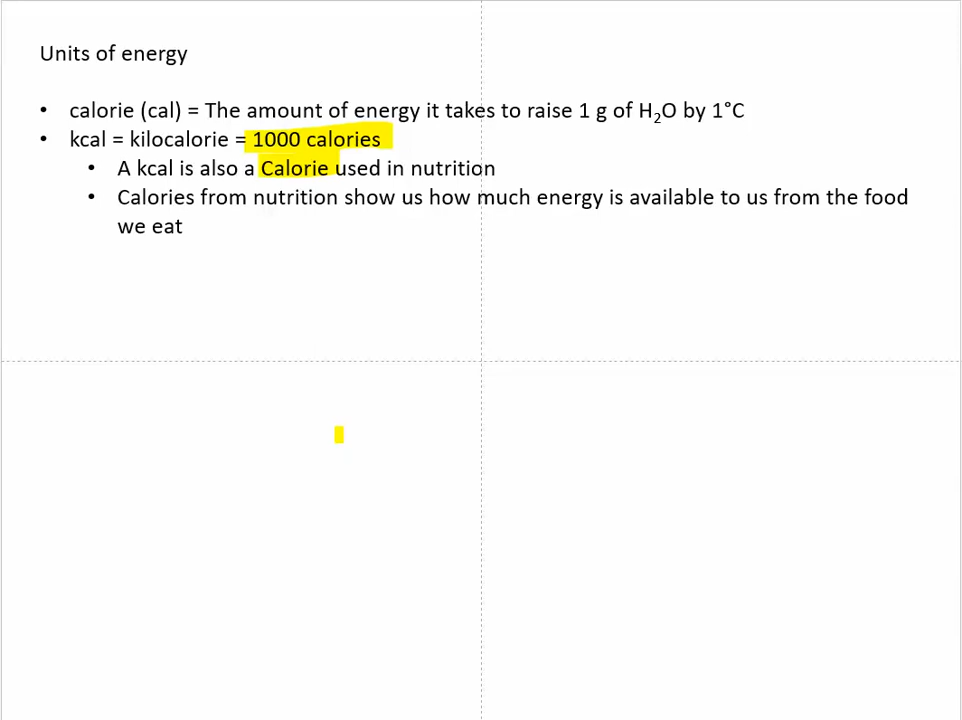 Units of energy
• calorie (cal) = The amount of energy it takes to raise 1 g of H₂O by 1°C
• kcal = kilocalorie = 1000 calories
• A kcal is also a Calorie used in nutrition
• Calories from nutrition show us how much energy is available to us from the food
we eat